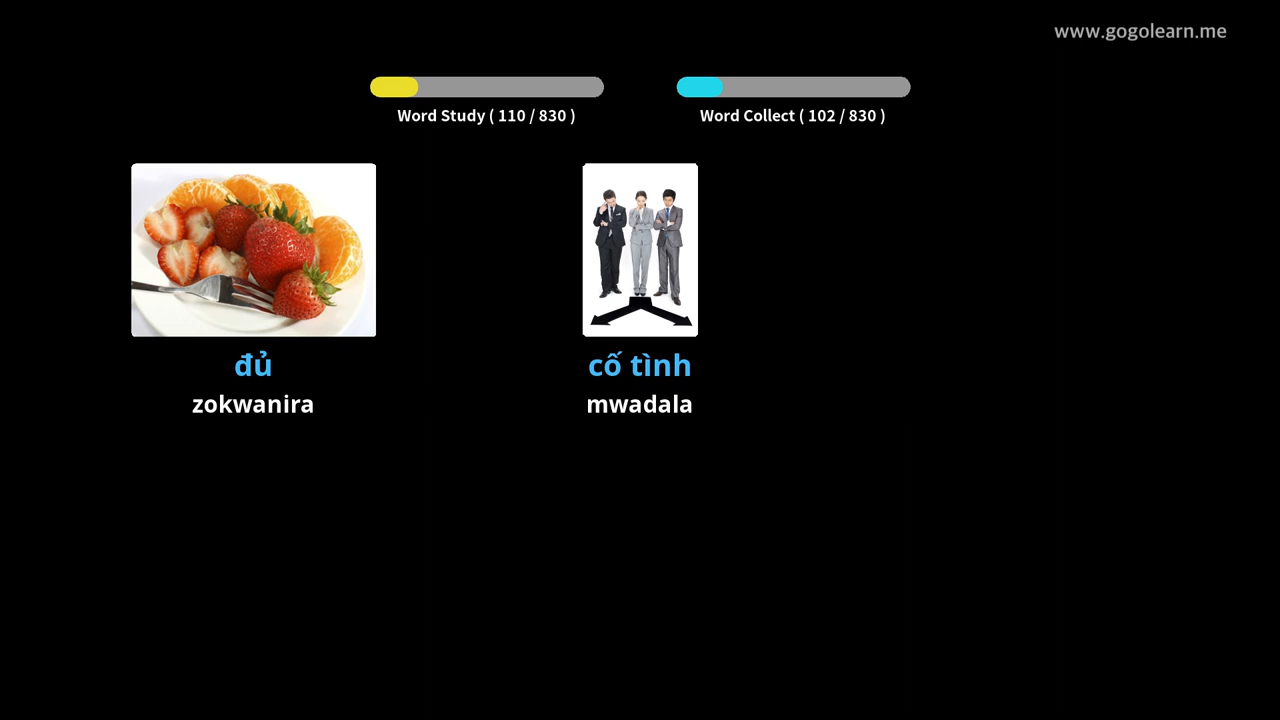 www.gogolearn.me
Word Study ( 110 / 830 )
Word Collect ( 102 / 830 )
đủ
zokwanira
cố tình
mwadala